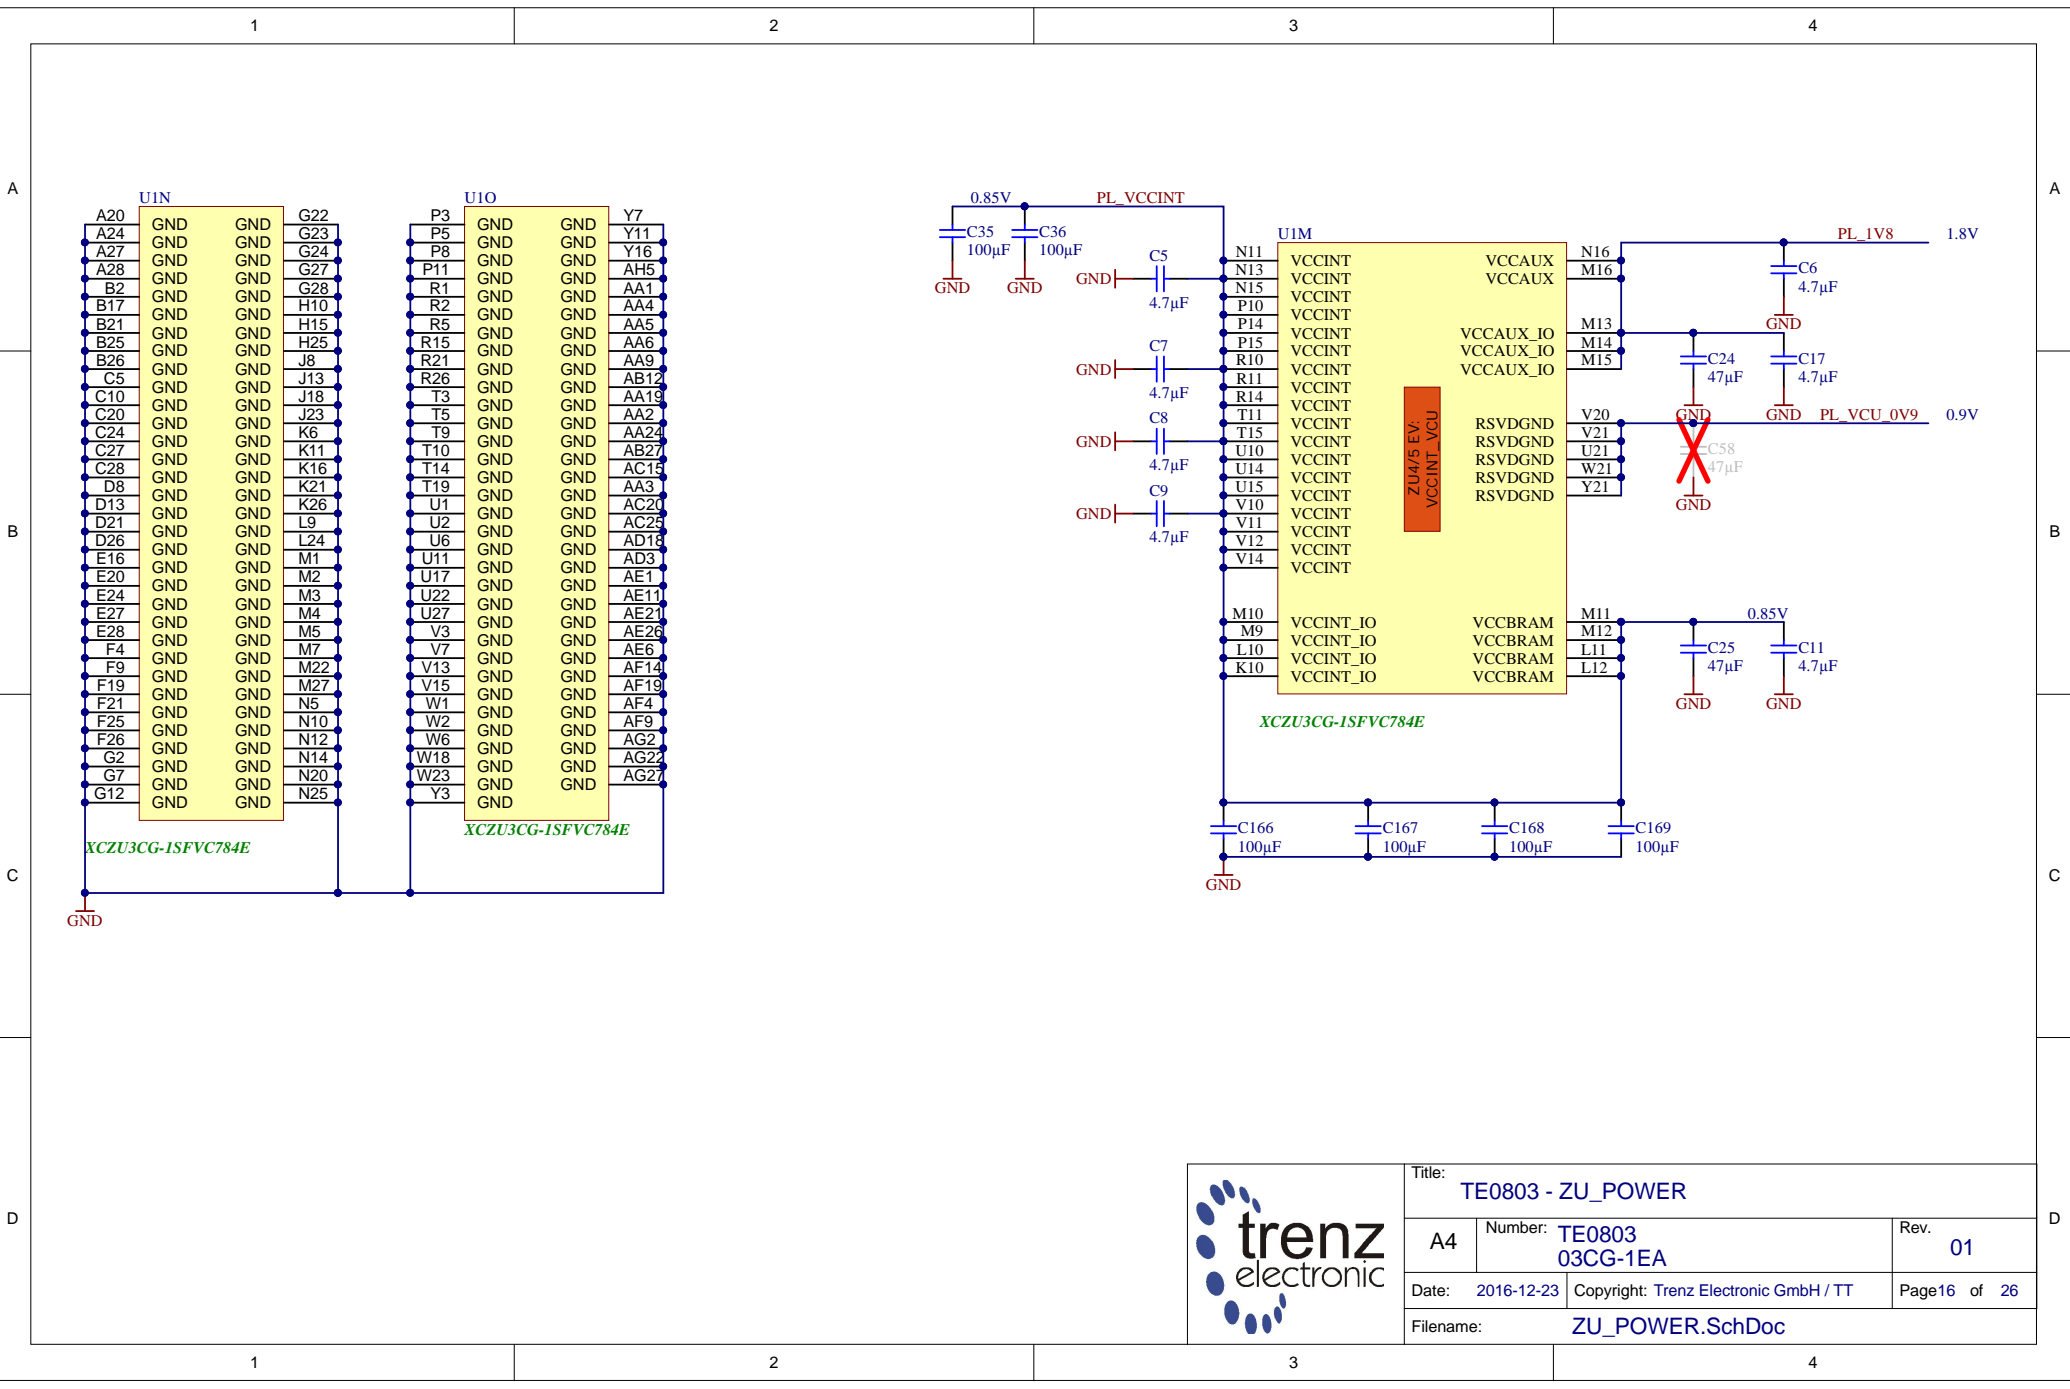 1 2 3 4
A A
B B
C C
D D
1 2 3 4
U1N
A20 GND GND G22
A24 GND GND G23
A27 GND GND G24
A28 GND GND G27
B2 GND GND G28
B17 GND GND H10
B21 GND GND H15
B25 GND GND H25
B26 GND GND J8
C5 GND GND J13
C10 GND GND J18
C20 GND GND J23
C24 GND GND K6
C27 GND GND K11
C28 GND GND K16
D8 GND GND K21
D13 GND GND K26
D21 GND GND L9
D26 GND GND L24
E16 GND GND M1
E20 GND GND M2
E24 GND GND M3
E27 GND GND M4
E28 GND GND M5
F4 GND GND M7
F9 GND GND M22
F19 GND GND M27
F21 GND GND N5
F25 GND GND N10
F26 GND GND N12
G2 GND GND N14
G7 GND GND N20
G12 GND GND N25
XCZU3CG-1SFVC784E
GND
U1O
P3 GND GND Y7
P5 GND GND Y11
P8 GND GND Y16
P11 GND GND AH5
R1 GND GND AA1
R2 GND GND AA4
R5 GND GND AA5
R15 GND GND AA6
R21 GND GND AA9
R26 GND GND AB12
T3 GND GND AA19
T5 GND GND AA2
T9 GND GND AA24
T10 GND GND AB27
T14 GND GND AC15
T19 GND GND AA3
U1 GND GND AC20
U2 GND GND AC25
U6 GND GND AD18
U11 GND GND AD3
U17 GND GND AE1
U22 GND GND AE11
U27 GND GND AE21
V3 GND GND AE26
V7 GND GND AE6
V13 GND GND AF14
V15 GND GND AF19
W1 GND GND AF4
W2 GND GND AF9
W6 GND GND AG2
W18 GND GND AG22
W23 GND GND AG27
Y3 GND
XCZU3CG-1SFVC784E
0.85V PL_VCCINT
C35 C36
100µF 100µF
GND GND
C5
GND
4.7µF
C7
GND
4.7µF
C8
GND
4.7µF
C9
GND
4.7µF
U1M
N11 VCCINT VCCAUX N16
N13 VCCINT VCCAUX M16
N15 VCCINT
P10 VCCINT
P14 VCCINT VCCAUX_IO M13
P15 VCCINT VCCAUX_IO M14
R10 VCCINT VCCAUX_IO M15
R11 VCCINT
R14 VCCINT
T11 VCCINT RSVDGND V20
T15 VCCINT RSVDGND V21
U10 VCCINT RSVDGND U21
U14 VCCINT RSVDGND W21
U15 VCCINT RSVDGND Y21
V10 VCCINT
V11 VCCINT
V12 VCCINT
V14 VCCINT
M10 VCCINT_IO VCCBRAM M11
M9 VCCINT_IO VCCBRAM M12
L10 VCCINT_IO VCCBRAM L11
K10 VCCINT_IO VCCBRAM L12
ZU4/5 EV:
VCCINT_VCU
XCZU3CG-1SFVC784E
PL_1V8 1.8V
C6
4.7µF
GND
C24 C17
47µF 4.7µF
GND GND
PL_VCU_0V9 0.9V
C58
47µF
GND
0.85V
C25 C11
47µF 4.7µF
GND GND
C166 C167 C168 C169
100µF 100µF 100µF 100µF
GND
trenz
electronic
Title:
TE0803 - ZU_POWER
A4 Number: TE0803 Rev.
03CG-1EA 01
Date: 2016-12-23 Copyright: Trenz Electronic GmbH / TT Page16 of 26
Filename: ZU_POWER.SchDoc